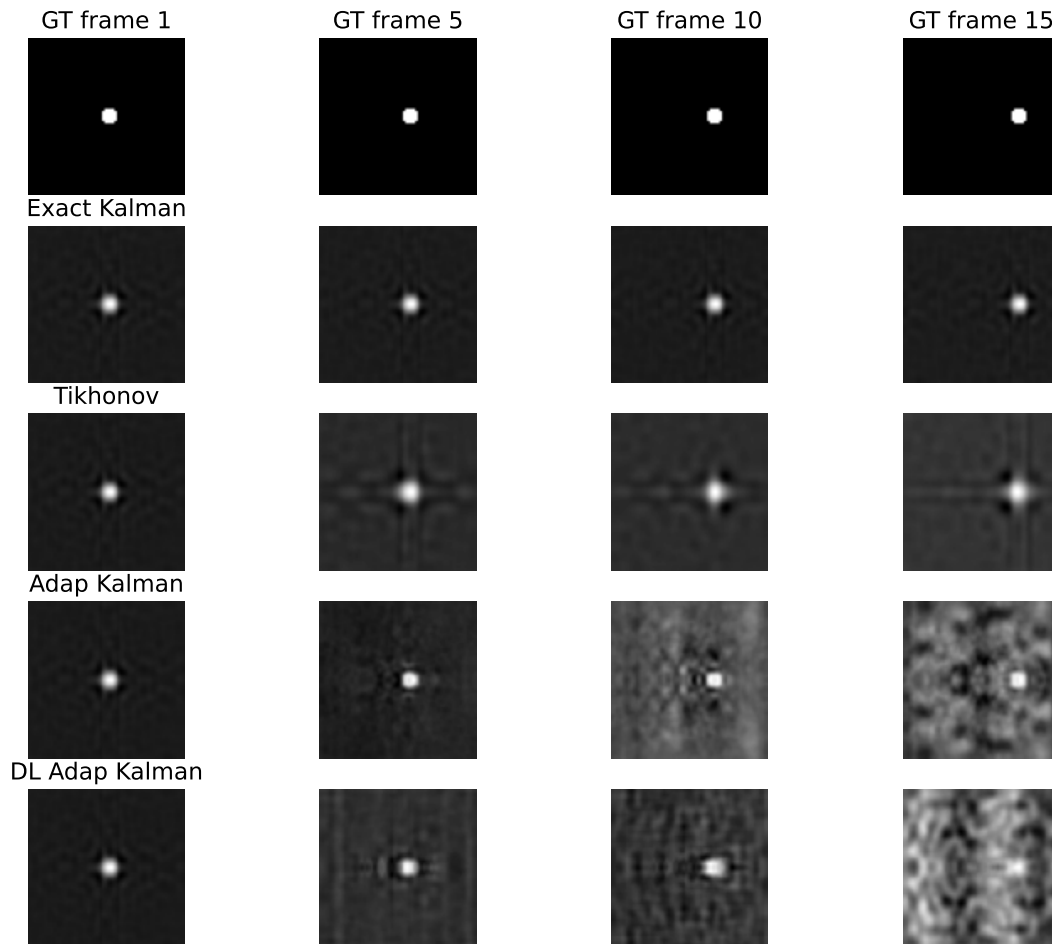 GT frame 1
GT frame 5
GT frame 10
GT frame 15
Exact Kalman
Tikhonov
Adap Kalman
DL Adap Kalman